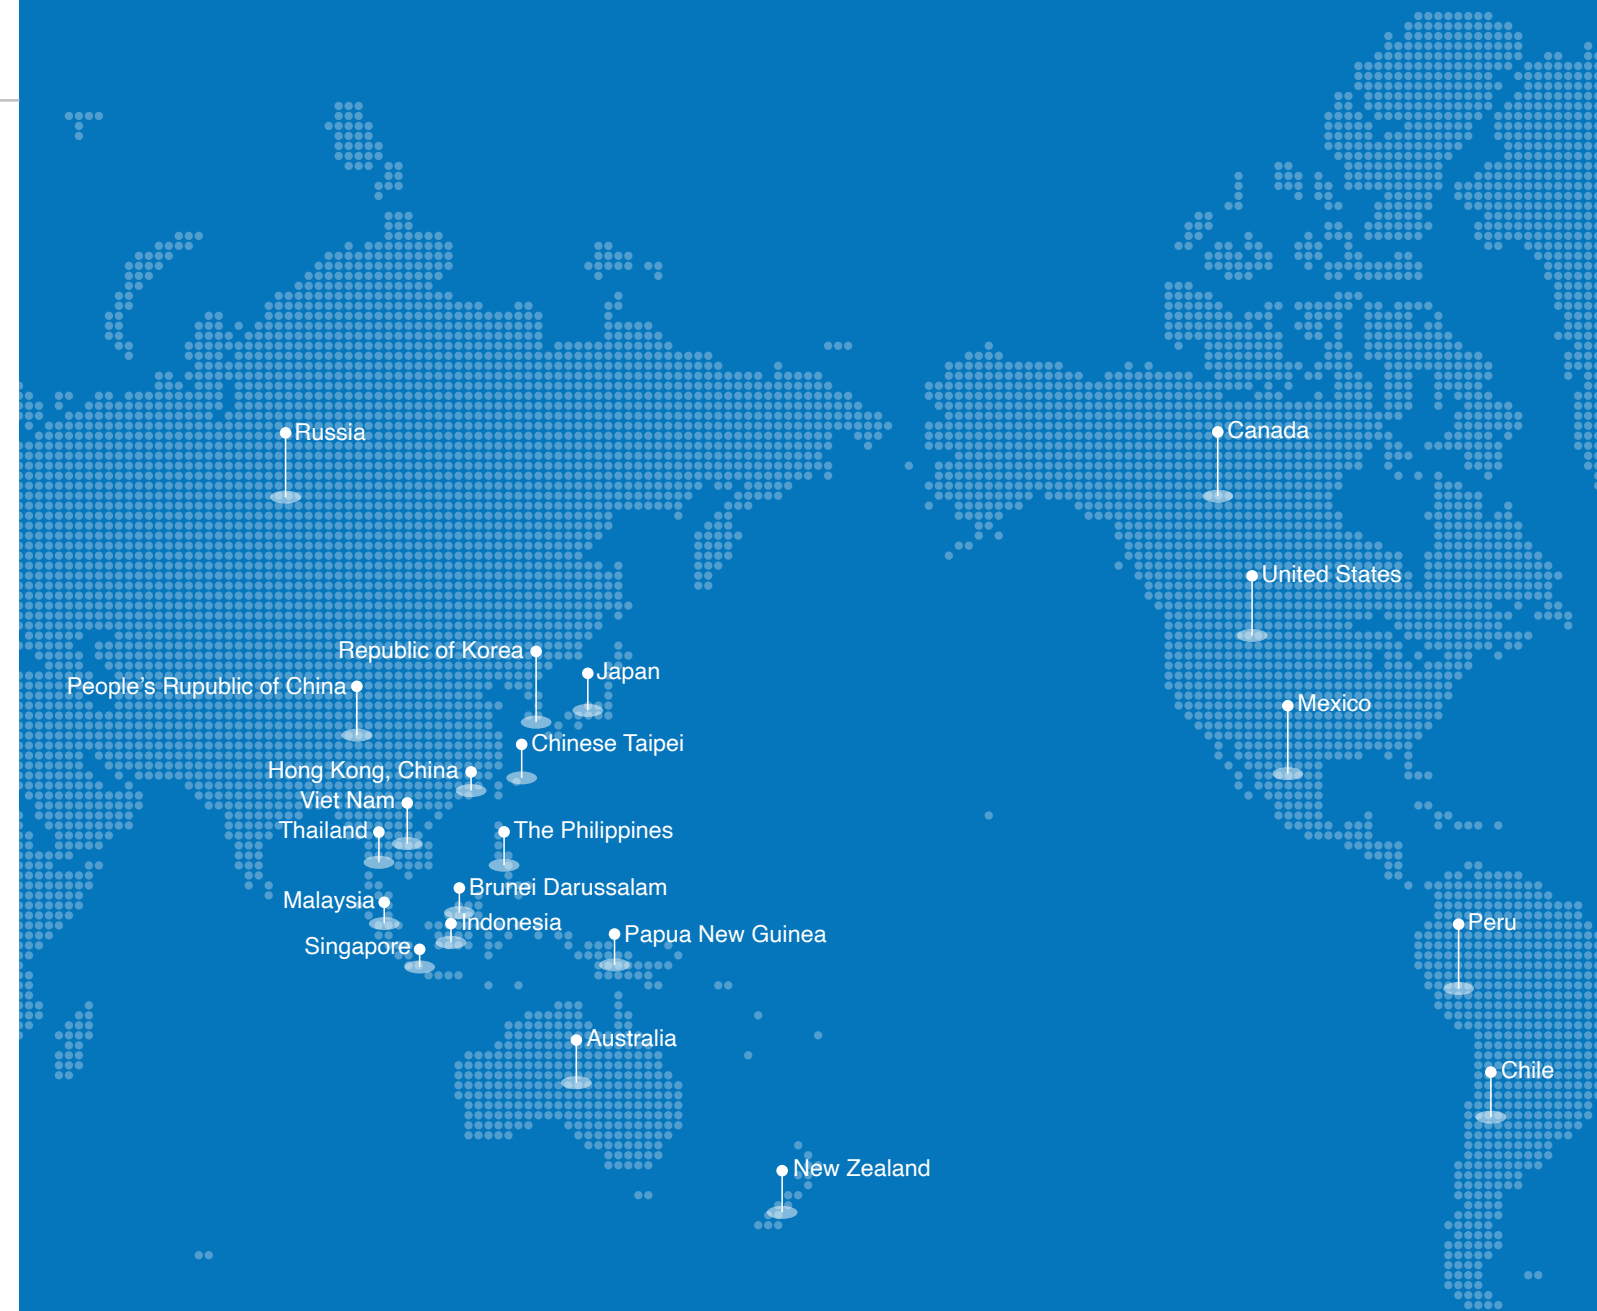 Russia
Canada
United States
Republic of Korea
Japan
People’s Rupublic of China
Mexico
Chinese Taipei
Hong Kong, China
Viet Nam
Thailand
The Philippines
Brunei Darussalam
Malaysia
Indonesia
Peru
Papua New Guinea
Singapore
Australia
Chile
New Zealand